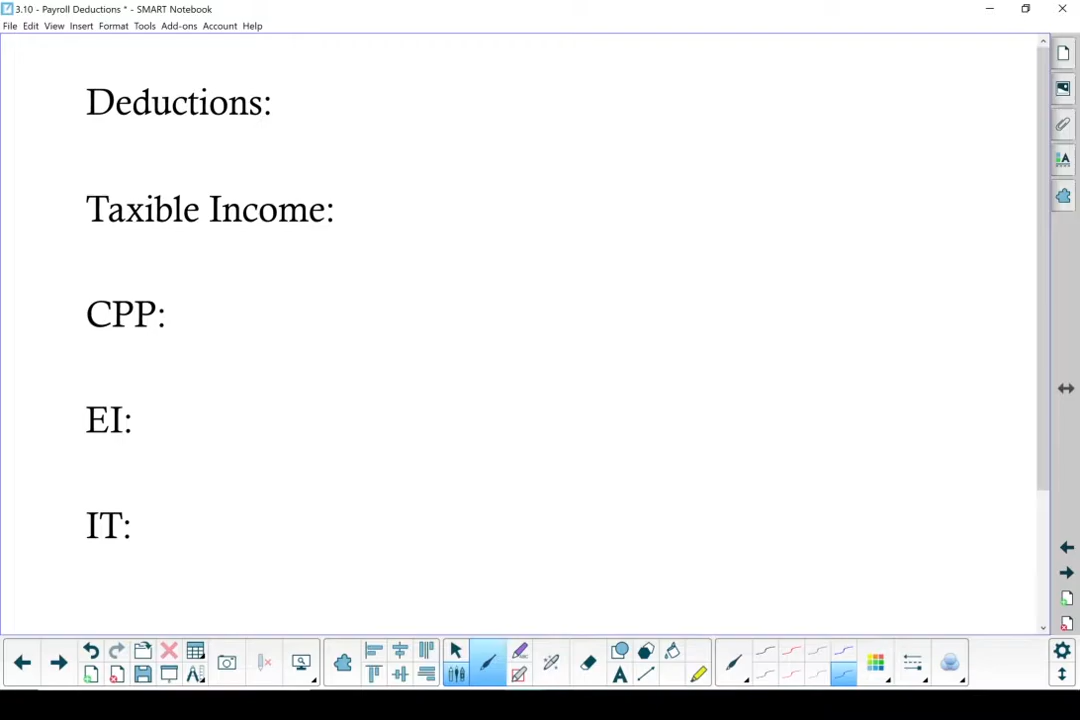 3.10 - Payroll Deductions * - SMART Notebook
File Edit View Insert Format Tools Add-ons Account Help
Deductions:
Taxible Income:
CPP:
EI:
IT: